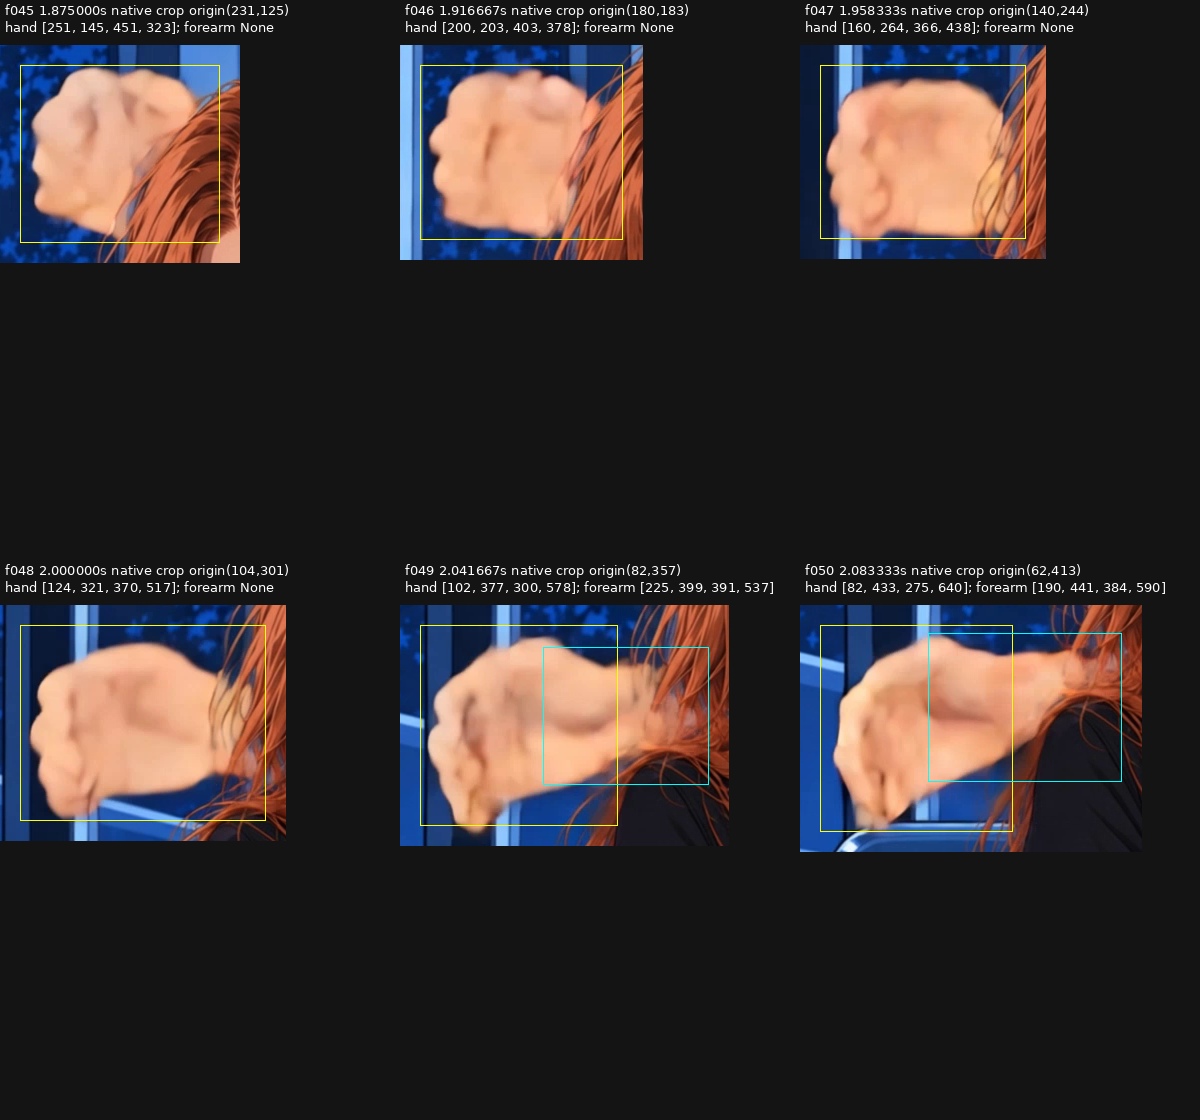 f045 1.875000s native crop origin(231,125)
hand [251, 145, 451, 323]; forearm None
f046 1.916667s native crop origin(180,183)
hand [200, 203, 403, 378]; forearm None
f047 1.958333s native crop origin(140,244)
hand [160, 264, 366, 438]; forearm None
f048 2.000000s native crop origin(104,301)
hand [124, 321, 370, 517]; forearm None
f049 2.041667s native crop origin(82,357)
hand [102, 377, 300, 578]; forearm [225, 399, 391, 537]
f050 2.083333s native crop origin(62,413)
hand [82, 433, 275, 640]; forearm [190, 441, 384, 590]